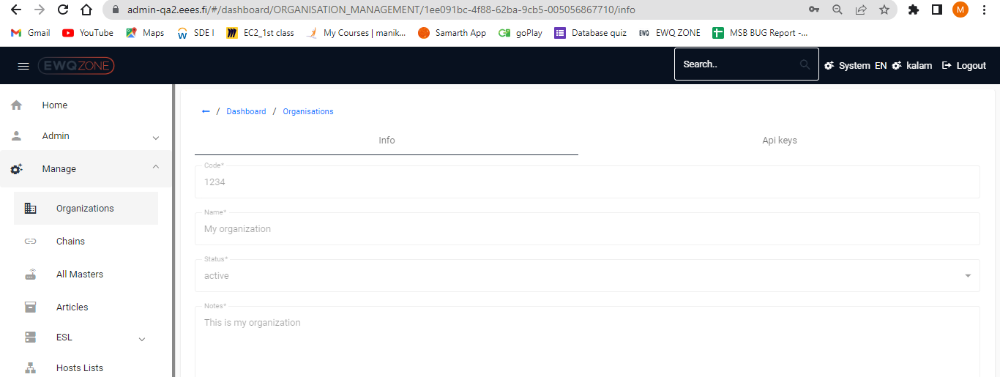 admin-qa2.eees.fi/#/dashboard/ORGANISATION_MANAGEMENT/1ee091bc-4f88-62ba-9cb5-005056867710/info
M
Gmail YouTube Maps SDE I EC2_1st class My Courses | manik... Samarth App goPlay Database quiz EWQ EWQ ZONE MSB BUG Report -...
EWQZONE Search.. System EN kalam Logout
Home
Admin
Manage
Organizations
Chains
All Masters
Articles
ESL
Hosts Lists
/ Dashboard / Organisations
Info Api keys
Code*
1234
Name*
My organization
Status*
active
Notes*
This is my organization